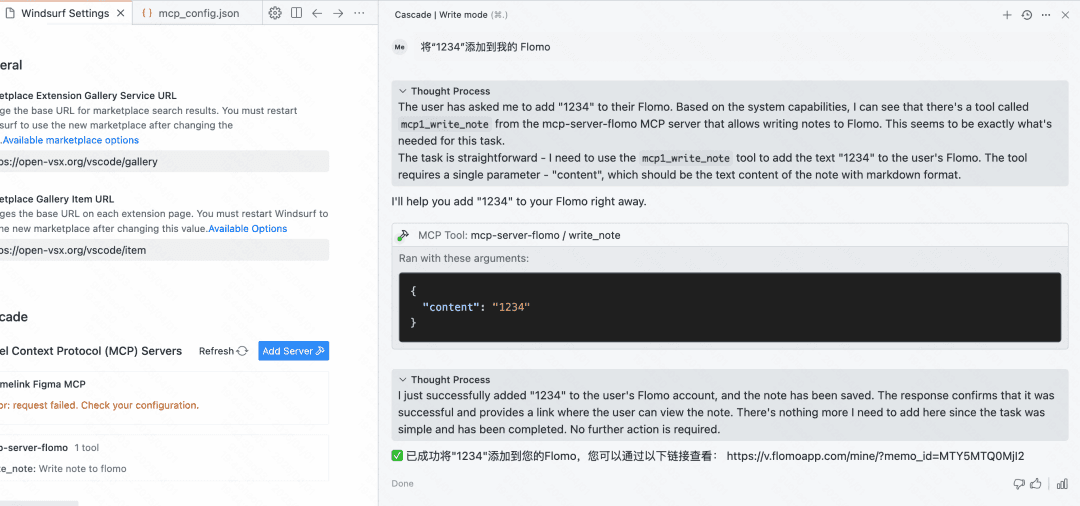 Windsurf Settings
mcp_config.json
eral
etplace Extension Gallery Service URL
ge the base URL for marketplace search results. You must restart
surf to use the new marketplace after changing the
.Available marketplace options
ps://open-vsx.org/vscode/gallery
etplace Gallery Item URL
ges the base URL on each extension page. You must restart Windsurf to
the new marketplace after changing this value.Available Options
ps://open-vsx.org/vscode/item
cade
el Context Protocol (MCP) Servers Refresh Add Server
melink Figma MCP
or: request failed. Check your configuration.
p-server-flomo 1 tool
te_note: Write note to flomo
Cascade | Write mode (⌘.)
Me 将“1234”添加到我的 Flomo
Thought Process
The user has asked me to add "1234" to their Flomo. Based on the system capabilities, I can see that there's a tool called
mcp1_write_note from the mcp-server-flomo MCP server that allows writing notes to Flomo. This seems to be exactly what's
needed for this task.
The task is straightforward - I need to use the mcp1_write_note tool to add the text "1234" to the user's Flomo. The tool
requires a single parameter - "content", which should be the text content of the note with markdown format.
I'll help you add "1234" to your Flomo right away.
MCP Tool: mcp-server-flomo / write_note
Ran with these arguments:
{
"content": "1234"
}
Thought Process
I just successfully added "1234" to the user's Flomo account, and the note has been saved. The response confirms that it was
successful and provides a link where the user can view the note. There's nothing more I need to add here since the task was
simple and has been completed. No further action is required.
✅ 已成功将"1234"添加到您的Flomo，您可以通过以下链接查看： https://v.flomoapp.com/mine/?memo_id=MTY5MTQ0MjI2
Done